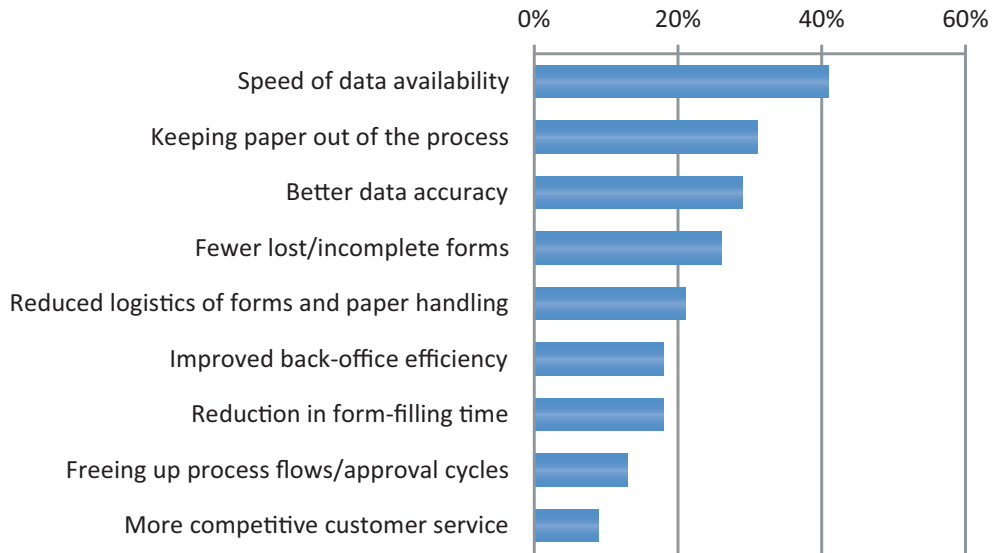 0% 20% 40% 60%
Speed of data availability
Keeping paper out of the process
Better data accuracy
Fewer lost/incomplete forms
Reduced logistics of forms and paper handling
Improved back-office efficiency
Reduction in form-filling time
Freeing up process flows/approval cycles
More competitive customer service